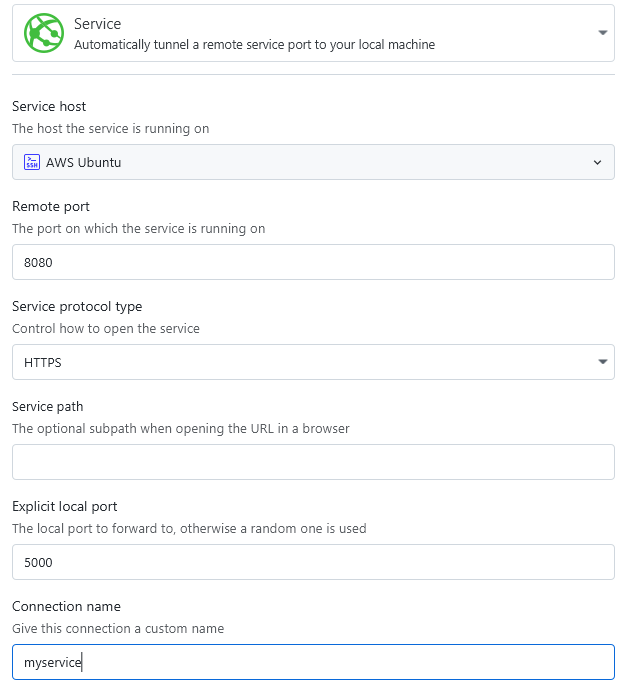 Service
Automatically tunnel a remote service port to your local machine
Service host
The host the service is running on
SSH AWS Ubuntu
Remote port
The port on which the service is running on
8080
Service protocol type
Control how to open the service
HTTPS
Service path
The optional subpath when opening the URL in a browser
Explicit local port
The local port to forward to, otherwise a random one is used
5000
Connection name
Give this connection a custom name
myservice